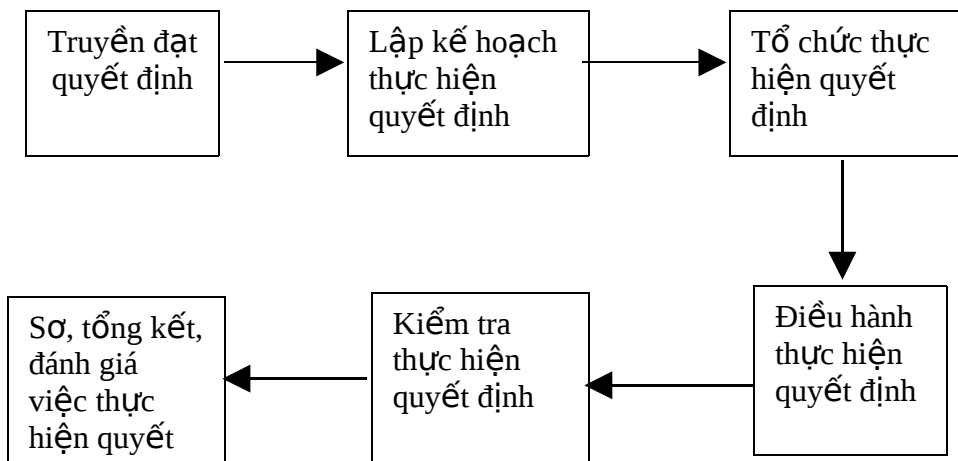 Truyền đạt
quyết định
Lập kế hoạch
thực hiện
quyết định
Tổ chức thực
hiện quyết
định
Điều hành
thực hiện
quyết định
Kiểm tra
thực hiện
quyết định
Sơ, tổng kết,
đánh giá
việc thực
hiện quyết